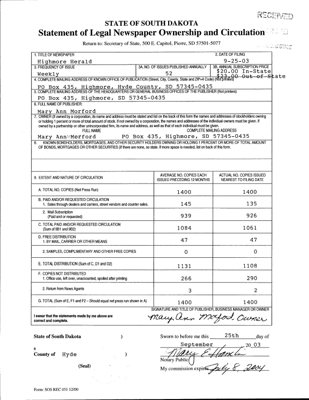 RECEIVED
STATE OF SOUTH DAKOTA
Statement of Legal Newspaper Ownership and Circulation
Return to: Secretary of State, 500 E. Capitol, Pierre, SD 57501-5077
1. TITLE OF NEWSPAPER
Highmore Herald
2. DATE OF FILING
9-25-03
3. FREQUENCY OF ISSUE
Weekly
3A. NO. OF ISSUES PUBLISHED ANNUALLY
52
3B. ANNUAL SUBSCRIPTION PRICE
$20.00 In-State
$23.00 Out-of-State
4. COMPLETE MAILING ADDRESS OF KNOWN OFFICE OF PUBLICATION (Street, City, County, State and ZIP+4 Code) (Not printers)
PO Box 435, Highmore, Hyde County, SD 57345-0435
5. COMPLETE MAILING ADDRESS OF THE HEADQUARTERS OR GENERAL BUSINESS OFFICES OF THE PUBLISHER (Not printers)
PO Box 435, Highmore, SD 57345-0435
6. FULL NAME OF PUBLISHER:
Mary Ann Morford
7. OWNER (If owned by a corporation, its name and address must be stated and list on the back of this form the names and addresses of stockholders owning or holding 1 percent or more of total amount of stock. If not owned by a corporation, the names and addresses of the individual owners must be given. If owned by a partnership or other unincorporated firm, its name and address, as well as that of each individual must be given.)
FULL NAME
COMPLETE MAILING ADDRESS
Mary Ann Morford
PO Box 435, Highmore, SD 57345-0435
8. KNOWN BONDHOLDERS, MORTGAGEES, AND OTHER SECURITY HOLDERS OWNING OR HOLDING 1 PERCENT OR MORE OF TOTAL AMOUNT OF BONDS, MORTGAGES OR OTHER SECURITIES (If there are none, so state. If more space is needed, list on back of this form
9. EXTENT AND NATURE OF CIRCULATION
AVERAGE NO. COPIES EACH ISSUES PRECEDING 12 MONTHS
ACTUAL NO. COPIES ISSUED NEAREST TO FILING DATE
A. TOTAL NO. COPIES (Net Press Run)
1400
1400
B. PAID AND/OR REQUESTED CIRCULATION
1. Sales through dealers and carriers, street vendors and counter sales.
145
135
2. Mail Subscription
(Paid and/or requested)
939
926
C. TOTAL PAID AND/OR REQUESTED CIRCULATION
(Sum of 9B1 and 9B2)
1084
1061
D. FREE DISTRIBUTION
1. BY MAIL, CARRIER OR OTHER MEANS
47
47
2. SAMPLES, COMPLIMENTARY AND OTHER FREE COPIES
0
0
E. TOTAL DISTRIBUTION (Sum of C, D1 and D2)
1131
1108
F. COPIES NOT DISTRIBUTED
1. Office use, left over, unaccounted, spoiled after printing
266
290
2. Return from News Agents
3
2
G. TOTAL (Sum of E, F1 and F2 - Should equal net press run shown in A)
1400
1400
I swear that the statements made by me above are correct and complete.
SIGNATURE AND TITLE OF PUBLISHER, BUSINESS MANAGER OR OWNER
Mary Ann Morford Owner
State of South Dakota )
County of Hyde )
(Seal)
Sworn to before me this 25th day of
September 20 03
Notary Public
My commission expires July 8, 2004
Form: SOS REC 051 12/00